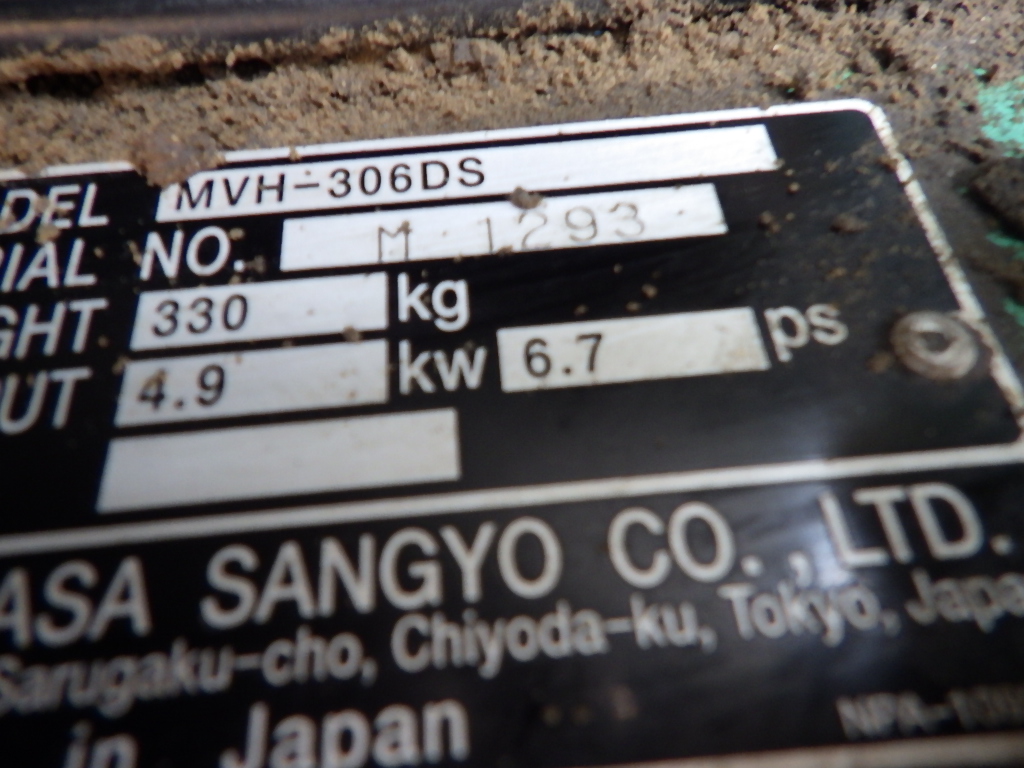 DEL MVH-306DS
RIAL NO. M 1293
GHT 330 kg
UT 4.9 kw 6.7 ps
ASA SANGYO CO., LTD.
Sarugaku-cho, Chiyoda-ku, Tokyo, Japa
in Japan